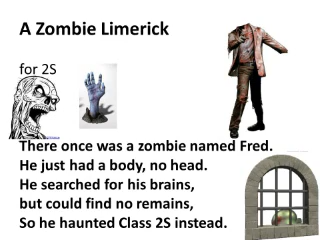 A Zombie Limerick
for 2S
There once was a zombie named Fred.
He just had a body, no head.
He searched for his brains,
but could find no remains,
So he haunted Class 2S instead.